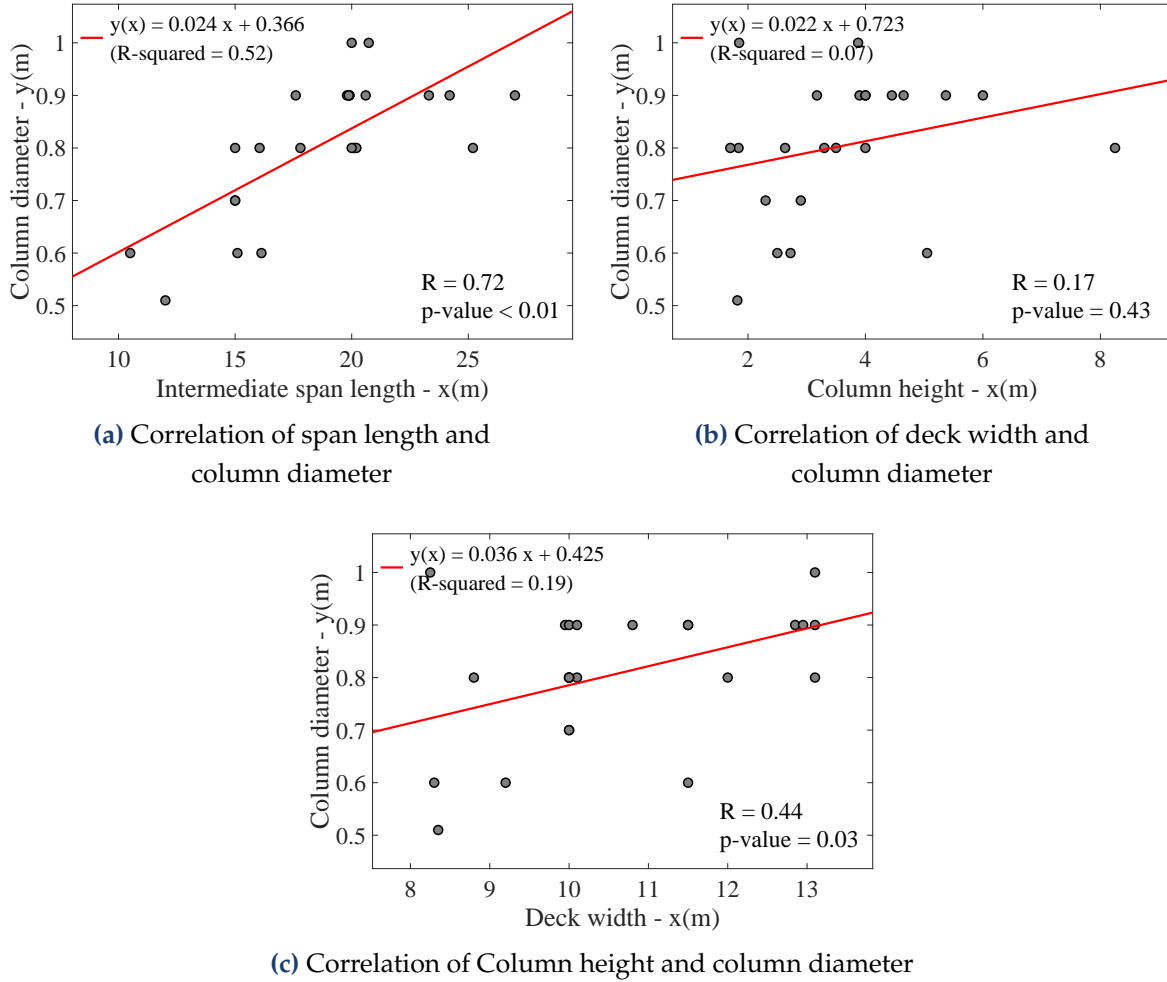 y(x) = 0.024 x + 0.366
(R-squared = 0.52)
Column diameter - y(m)
1
0.9
0.8
0.7
0.6
0.5
R = 0.72
p-value < 0.01
10 15 20 25
Intermediate span length - x(m)
(a) Correlation of span length and
column diameter
y(x) = 0.022 x + 0.723
(R-squared = 0.07)
Column diameter - y(m)
1
0.9
0.8
0.7
0.6
0.5
R = 0.17
p-value = 0.43
2 4 6 8
Column height - x(m)
(b) Correlation of deck width and
column diameter
y(x) = 0.036 x + 0.425
(R-squared = 0.19)
Column diameter - y(m)
1
0.9
0.8
0.7
0.6
0.5
R = 0.44
p-value = 0.03
8 9 10 11 12 13
Deck width - x(m)
(c) Correlation of Column height and column diameter